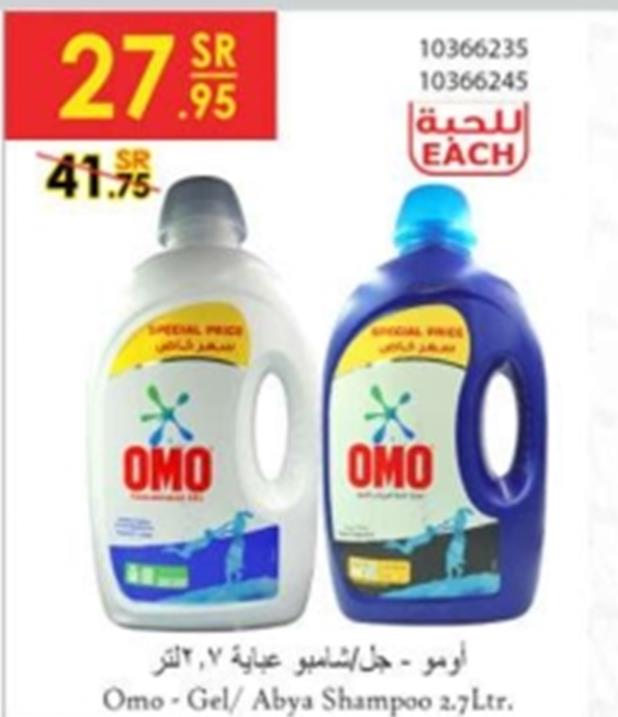 27.95 SR
41.75 SR
10366235
10366245
للحبة
EACH
SPECIAL PRICE
سعر خاص
OMO
SPECIAL PRICE
سعر خاص
OMO
أومو - جل/شامبو عباية ٢,٧لتر
Omo - Gel/ Abya Shampoo 2.7Ltr.